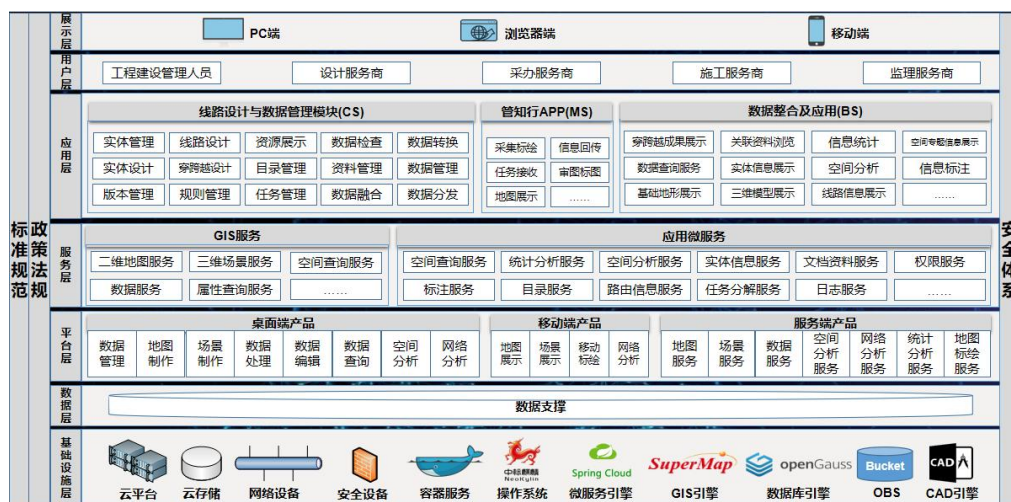 展示层
PC端
浏览器端
移动端
用户层
工程建设管理人员
设计服务商
采办服务商
施工服务商
监理服务商
标准规范
政策法规
安全体系
应用层
线路设计与数据管理模块(CS)
实体管理 线路设计 资源展示 数据检查 数据转换
实体设计 穿跨越设计 目录管理 资料管理 数据管理
版本管理 规则管理 任务管理 数据融合 数据分发
管知行APP(MS)
采集标绘 信息回传
任务接收 审图标图
地图展示 ……
数据整合及应用(BS)
穿跨越成果展示 关联资料浏览 信息统计 空间专题信息展示
数据查询服务 实体信息展示 空间分析 信息标注
基础地形展示 三维模型展示 线路信息展示 ……
服务层
GIS服务
二维地图服务 三维场景服务 空间查询服务
数据服务 属性查询服务 ……
应用微服务
空间查询服务 统计分析服务 空间分析服务 实体信息服务 文档资料服务 权限服务
标注服务 目录服务 路由信息服务 任务分解服务 日志服务 ……
平台层
桌面端产品
数据管理 地图制作 场景制作 数据处理 数据编辑 数据查询 空间分析 网络分析
移动端产品
地图展示 场景展示 移动标绘 网络分析
服务端产品
地图服务 场景服务 数据服务 空间分析服务 网络分析服务 统计分析服务 地图标绘服务
数据层
数据支撑
基础设施层
中标麒麟
NeoKylin
Spring Cloud
SuperMap
openGauss
Bucket
CAD
云平台 云存储 网络设备 安全设备 容器服务 操作系统 微服务引擎 GIS引擎 数据库引擎 OBS CAD引擎